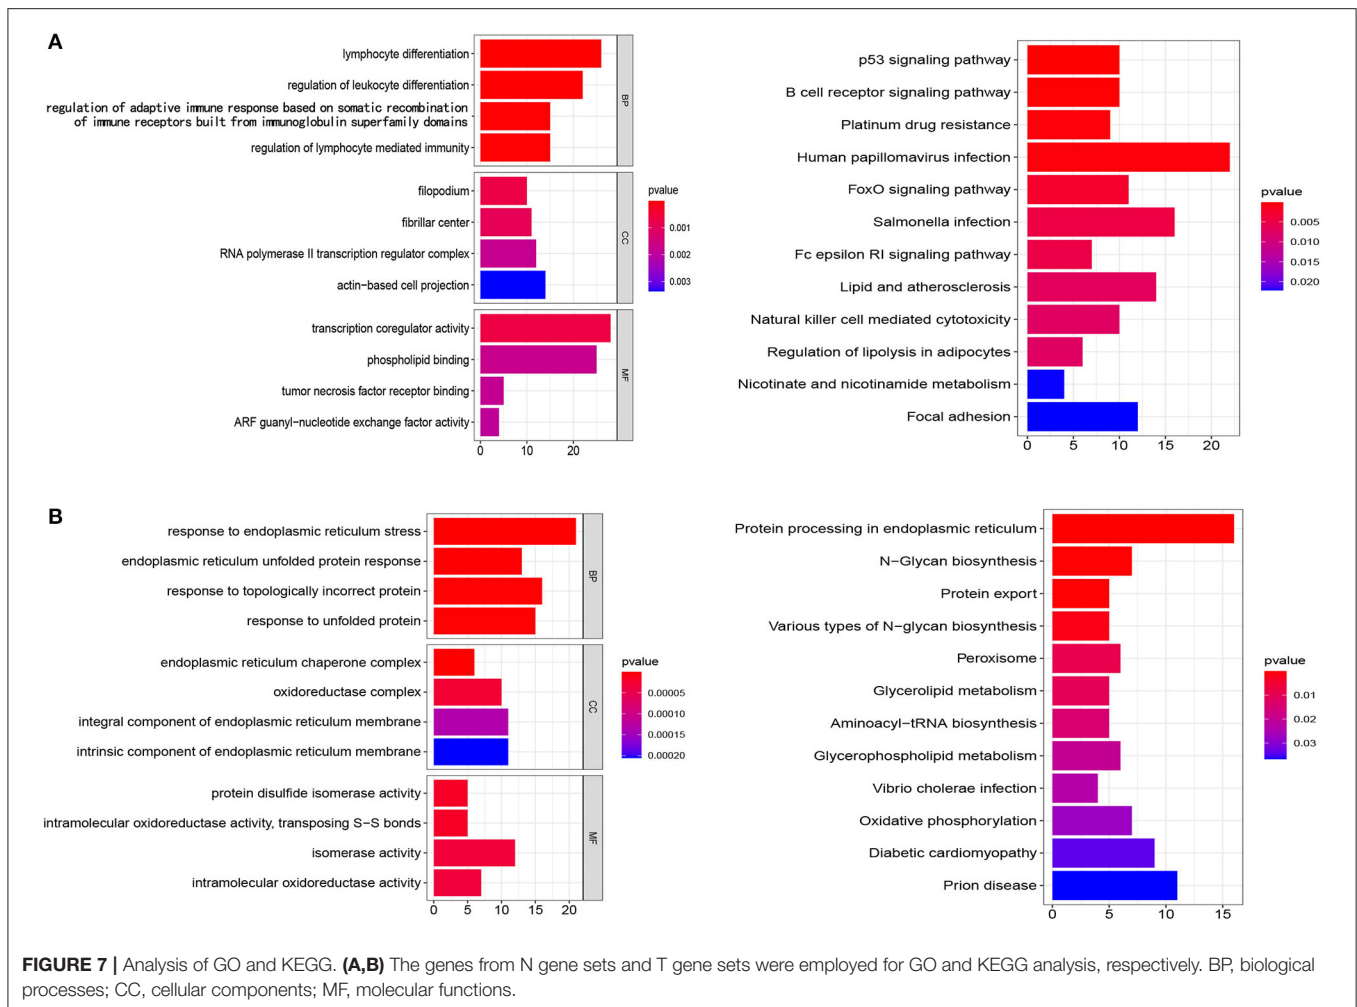 A
lymphocyte differentiation
regulation of leukocyte differentiation
regulation of adaptive immune response based on somatic recombination
of immune receptors built from immunoglobulin superfamily domains
regulation of lymphocyte mediated immunity
BP
filopodium
fibrillar center
RNA polymerase II transcription regulator complex
actin−based cell projection
CC
transcription coregulator activity
phospholipid binding
tumor necrosis factor receptor binding
ARF guanyl−nucleotide exchange factor activity
MF
0 10 20
pvalue
0.001
0.002
0.003
p53 signaling pathway
B cell receptor signaling pathway
Platinum drug resistance
Human papillomavirus infection
FoxO signaling pathway
Salmonella infection
Fc epsilon RI signaling pathway
Lipid and atherosclerosis
Natural killer cell mediated cytotoxicity
Regulation of lipolysis in adipocytes
Nicotinate and nicotinamide metabolism
Focal adhesion
0 5 10 15 20
pvalue
0.005
0.010
0.015
0.020
B
response to endoplasmic reticulum stress
endoplasmic reticulum unfolded protein response
response to topologically incorrect protein
response to unfolded protein
BP
endoplasmic reticulum chaperone complex
oxidoreductase complex
integral component of endoplasmic reticulum membrane
intrinsic component of endoplasmic reticulum membrane
CC
protein disulfide isomerase activity
intramolecular oxidoreductase activity, transposing S−S bonds
isomerase activity
intramolecular oxidoreductase activity
MF
0 5 10 15 20
pvalue
0.00005
0.00010
0.00015
0.00020
Protein processing in endoplasmic reticulum
N−Glycan biosynthesis
Protein export
Various types of N−glycan biosynthesis
Peroxisome
Glycerolipid metabolism
Aminoacyl−tRNA biosynthesis
Glycerophospholipid metabolism
Vibrio cholerae infection
Oxidative phosphorylation
Diabetic cardiomyopathy
Prion disease
0 5 10 15
pvalue
0.01
0.02
0.03
FIGURE 7 | Analysis of GO and KEGG. (A,B) The genes from N gene sets and T gene sets were employed for GO and KEGG analysis, respectively. BP, biological
processes; CC, cellular components; MF, molecular functions.